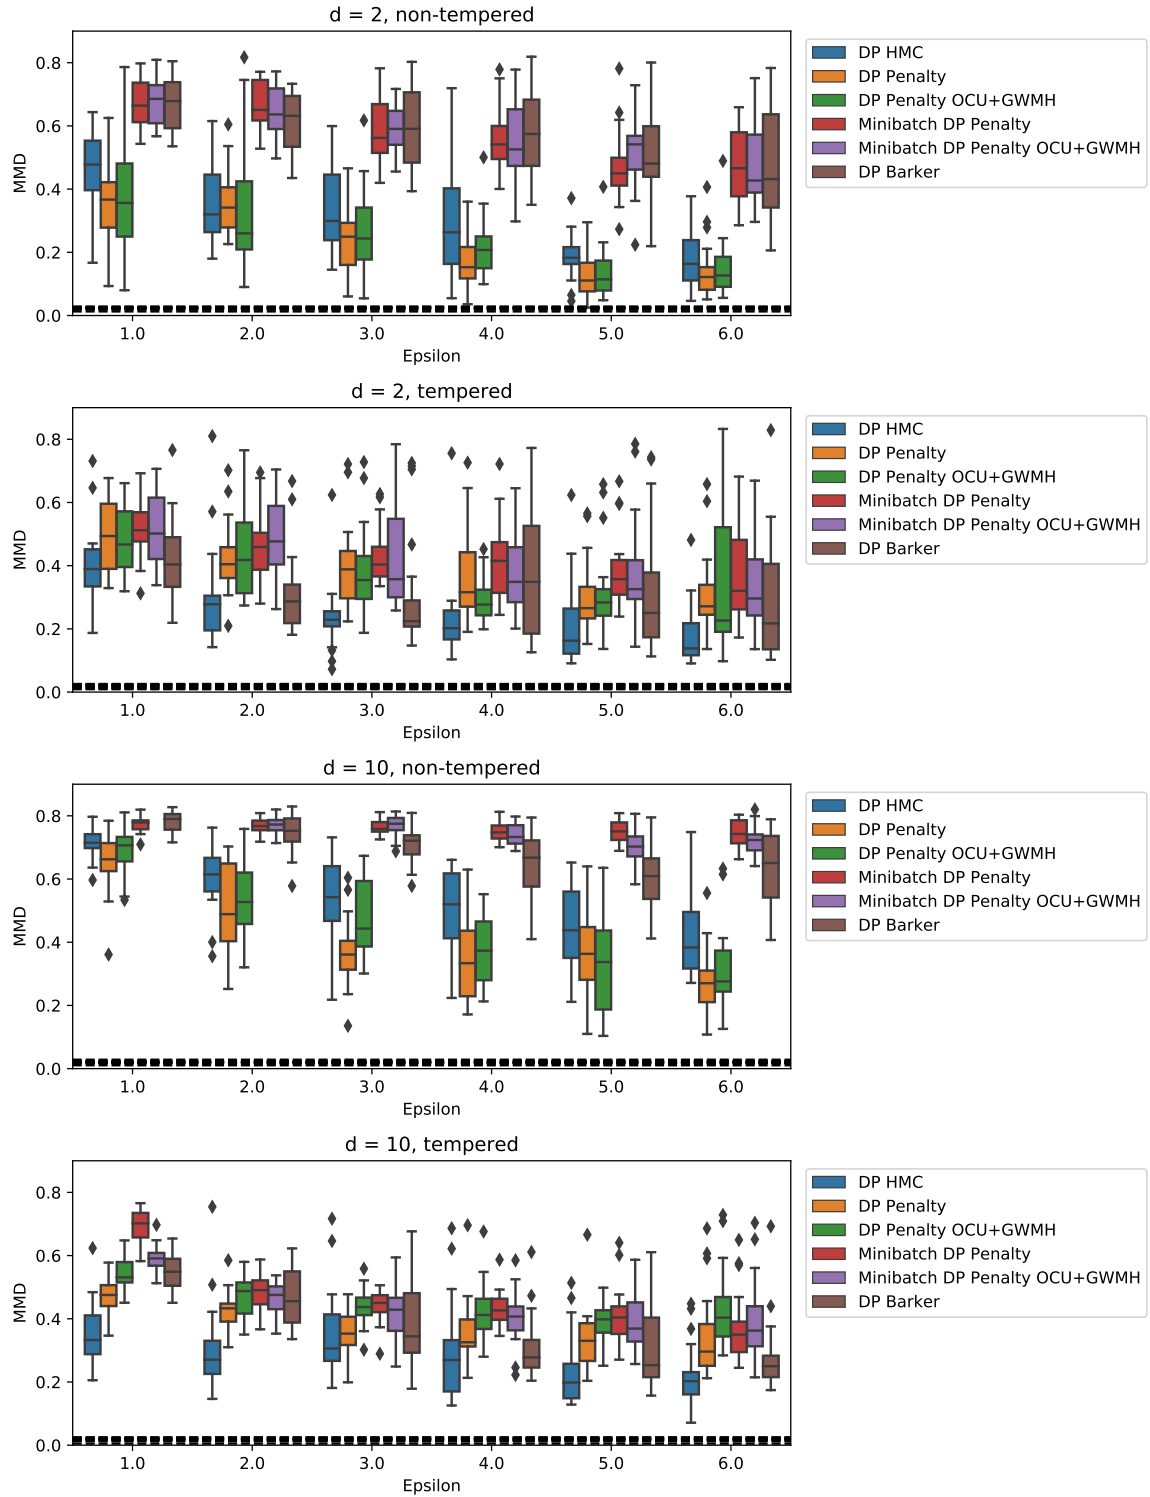 d = 2, non-tempered
0.8
0.6
0.4
0.2
0.0
MMD
1.0 2.0 3.0 4.0 5.0 6.0
Epsilon
DP HMC
DP Penalty
DP Penalty OCU+GWMH
Minibatch DP Penalty
Minibatch DP Penalty OCU+GWMH
DP Barker
d = 2, tempered
0.8
0.6
0.4
0.2
0.0
MMD
1.0 2.0 3.0 4.0 5.0 6.0
Epsilon
DP HMC
DP Penalty
DP Penalty OCU+GWMH
Minibatch DP Penalty
Minibatch DP Penalty OCU+GWMH
DP Barker
d = 10, non-tempered
0.8
0.6
0.4
0.2
0.0
MMD
1.0 2.0 3.0 4.0 5.0 6.0
Epsilon
DP HMC
DP Penalty
DP Penalty OCU+GWMH
Minibatch DP Penalty
Minibatch DP Penalty OCU+GWMH
DP Barker
d = 10, tempered
0.8
0.6
0.4
0.2
0.0
MMD
1.0 2.0 3.0 4.0 5.0 6.0
Epsilon
DP HMC
DP Penalty
DP Penalty OCU+GWMH
Minibatch DP Penalty
Minibatch DP Penalty OCU+GWMH
DP Barker